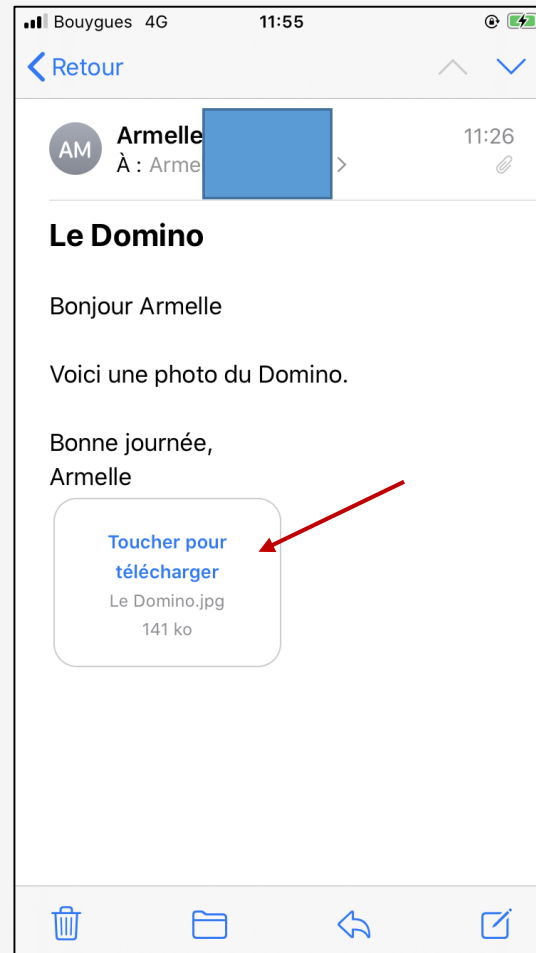 Bouygues 4G 11:55
Retour
AM
Armelle 11:26
À : Arme
Le Domino
Bonjour Armelle
Voici une photo du Domino.
Bonne journée,
Armelle
Toucher pour
télécharger
Le Domino.jpg
141 ko